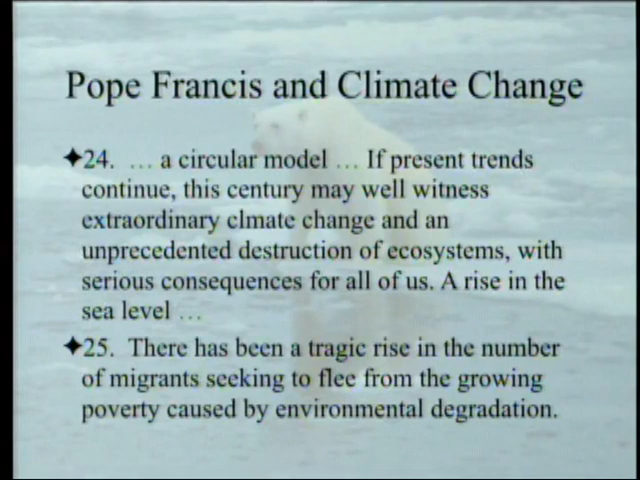 Pope Francis and Climate Change
✦24. … a circular model … If present trends
continue, this century may well witness
extraordinary clmate change and an
unprecedented destruction of ecosystems, with
serious consequences for all of us. A rise in the
sea level …
✦25. There has been a tragic rise in the number
of migrants seeking to flee from the growing
poverty caused by environmental degradation.